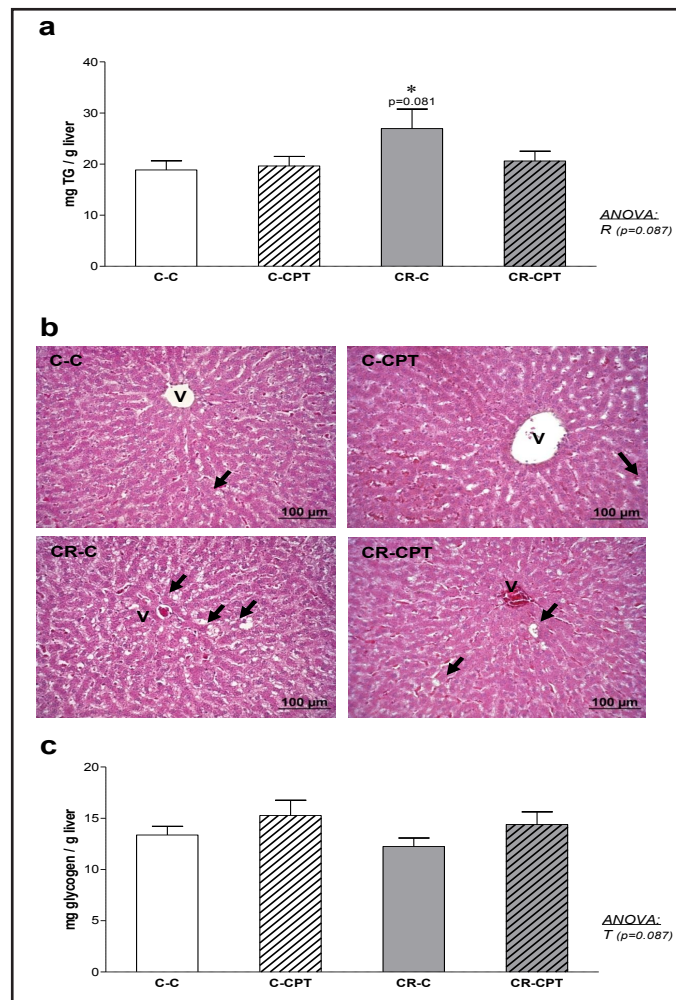 a
mg TG / g liver
40
30
20
10
0
*
p=0.081
C-C
C-CPT
CR-C
CR-CPT
ANOVA:
R (p=0.087)
b
C-C
V
100 µm
C-CPT
V
100 µm
CR-C
V
100 µm
CR-CPT
V
100 µm
c
mg glycogen / g liver
20
15
10
5
0
C-C
C-CPT
CR-C
CR-CPT
ANOVA:
T (p=0.087)